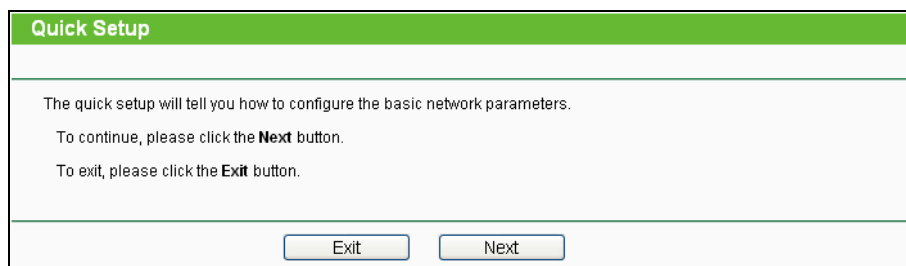 Quick Setup
The quick setup will tell you how to configure the basic network parameters.
To continue, please click the Next button.
To exit, please click the Exit button.
Exit Next